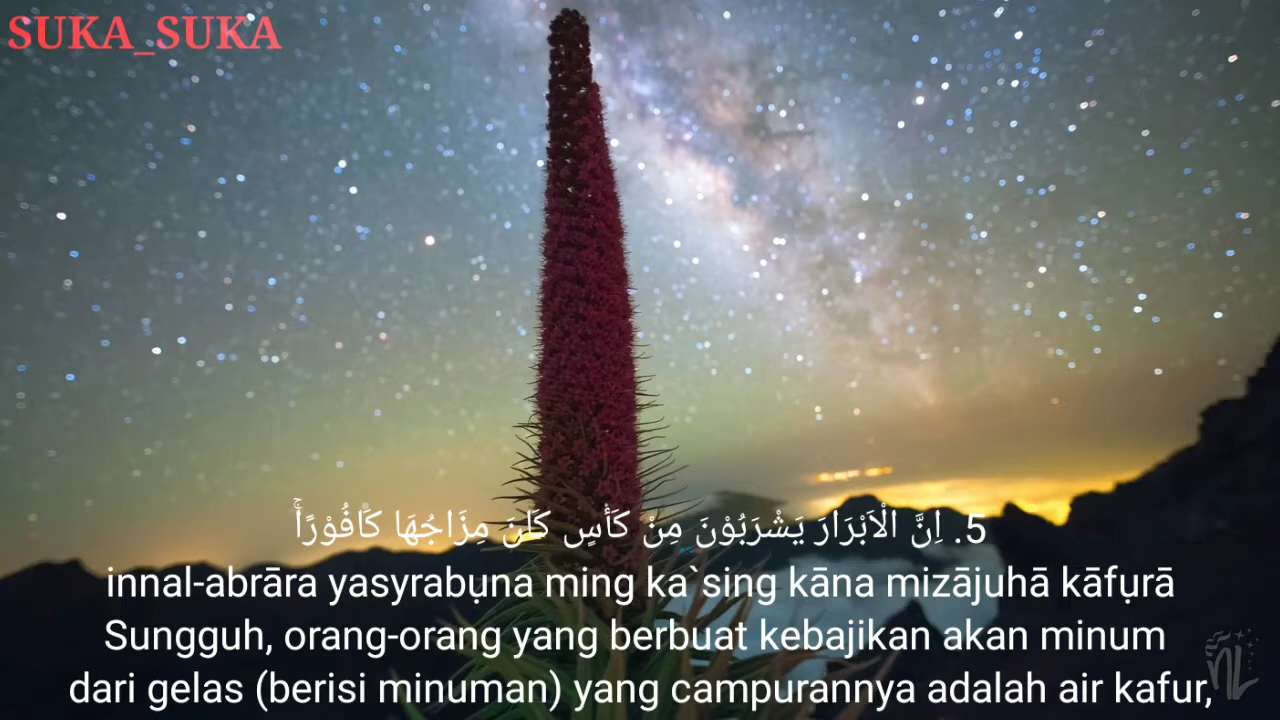 SUKA_SUKA
5. اِنَّ الْاَبْرَارَ يَشْرَبُوْنَ مِنْ كَأْسٍ كَانَ مِزَاجُهَا كَافُوْرًاۚ
innal-abrāra yasyrabụna ming ka`sing kāna mizājuhā kāfụrā
Sungguh, orang-orang yang berbuat kebajikan akan minum
dari gelas (berisi minuman) yang campurannya adalah air kafur,
NL